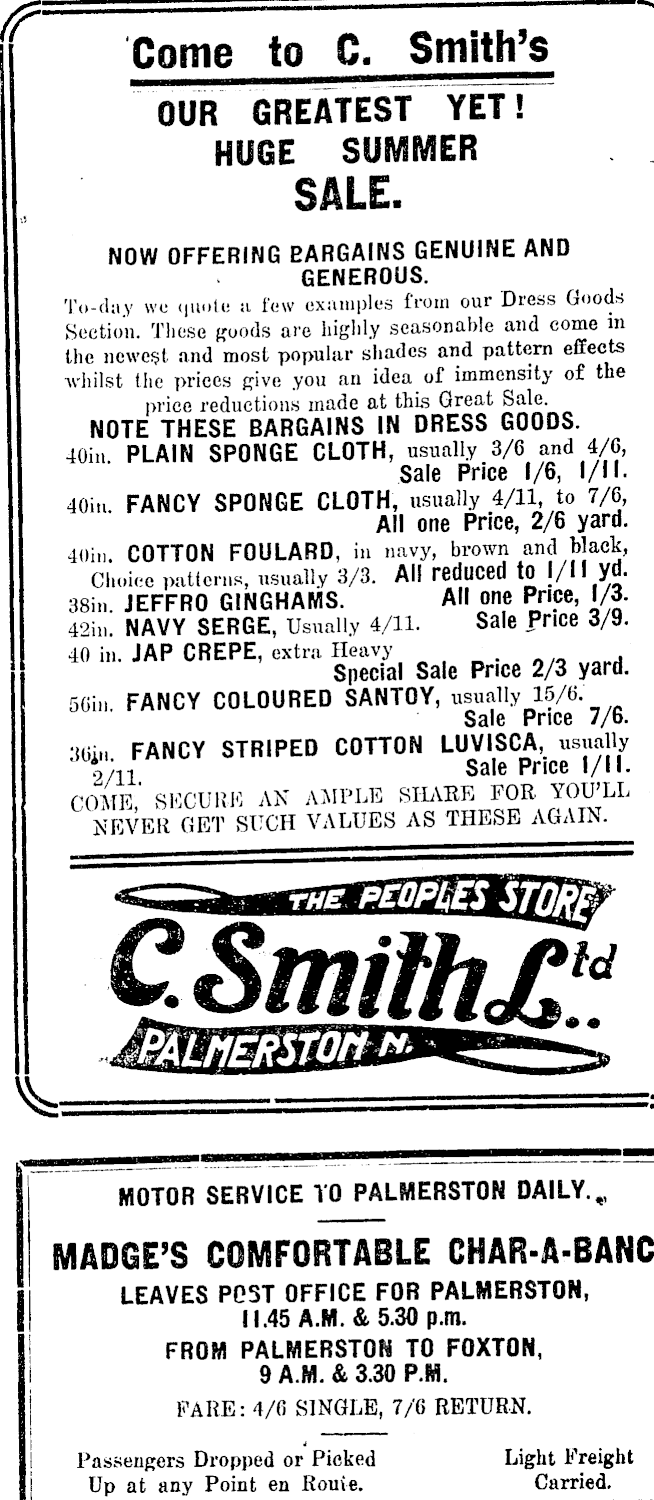 Come to C. Smith's
OUR GREATEST YET!
HUGE SUMMER
SALE.
NOW OFFERING BARGAINS GENUINE AND
GENEROUS.
To-day we quote a few examples from our Dress Goods
Section. These goods are highly seasonable and come in
the newest and most popular shades and pattern effects
whilst the prices give you an idea of immensity of the
price reductions made at this Great Sale.
NOTE THESE BARGAINS IN DRESS GOODS.
40in. PLAIN SPONGE CLOTH, usually 3/6 and 4/6,
Sale Price 1/6, 1/11.
40in. FANCY SPONGE CLOTH, usually 4/11, to 7/6,
All one Price, 2/6 yard.
40in. COTTON FOULARD, in navy, brown and black,
Choice patterns, usually 3/3. All reduced to 1/11 yd.
38in. JEFFRO GINGHAMS. All one Price, 1/3.
42in. NAVY SERGE, Usually 4/11. Sale Price 3/9.
40 in. JAP CREPE, extra Heavy
Special Sale Price 2/3 yard.
56in. FANCY COLOURED SANTOY, usually 15/6.
Sale Price 7/6.
36in. FANCY STRIPED COTTON LUVISCA, usually
2/11. Sale Price 1/11.
COME, SECURE AN AMPLE SHARE FOR YOU'LL
NEVER GET SUCH VALUES AS THESE AGAIN.
THE PEOPLES STORE
C. Smith Ltd..
PALMERSTON N.
MOTOR SERVICE TO PALMERSTON DAILY.
MADGE'S COMFORTABLE CHAR-A-BANC
LEAVES POST OFFICE FOR PALMERSTON,
11.45 A.M. & 5.30 p.m.
FROM PALMERSTON TO FOXTON,
9 A.M. & 3.30 P.M.
FARE: 4/6 SINGLE, 7/6 RETURN.
Passengers Dropped or Picked
Up at any Point en Route.
Light Freight
Carried.